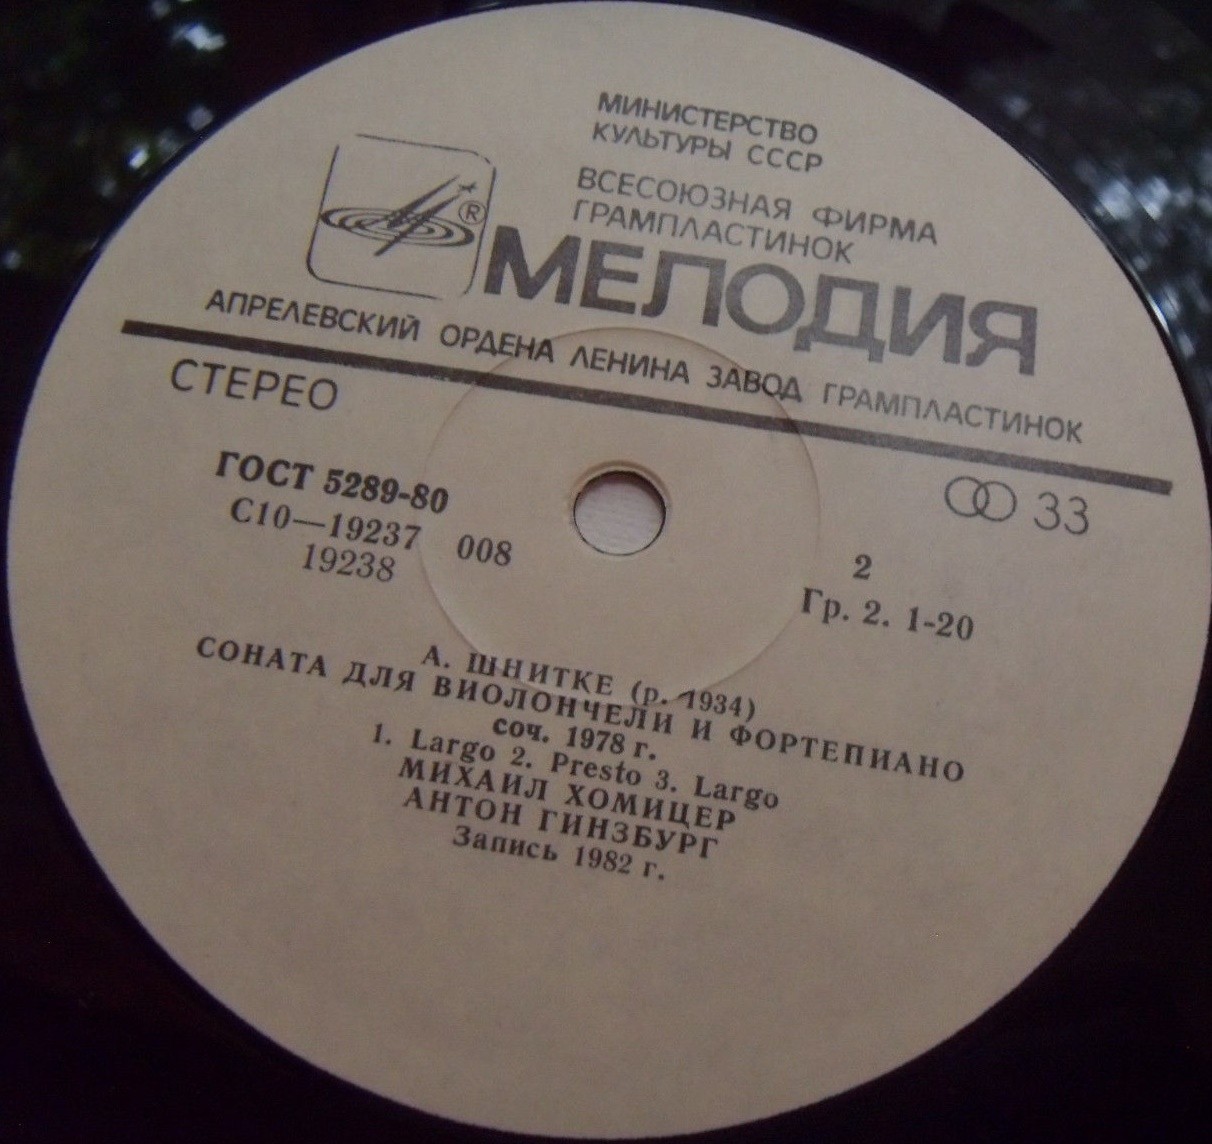 МИНИСТЕРСТВО
КУЛЬТУРЫ СССР
ВСЕСОЮЗНАЯ ФИРМА
ГРАМПЛАСТИНОК
®
МЕЛОДИЯ
АПРЕЛЕВСКИЙ ОРДЕНА ЛЕНИНА ЗАВОД ГРАМПЛАСТИНОК
СТЕРЕО
33
ГОСТ 5289-80
С10—19237 008
19238
2
Гр. 2. 1-20
А. ШНИТКЕ (р. 1934)
СОНАТА ДЛЯ ВИОЛОНЧЕЛИ И ФОРТЕПИАНО
соч. 1978 г.
1. Largo 2. Presto 3. Largo
МИХАИЛ ХОМИЦЕР
АНТОН ГИНЗБУРГ
Запись 1982 г.